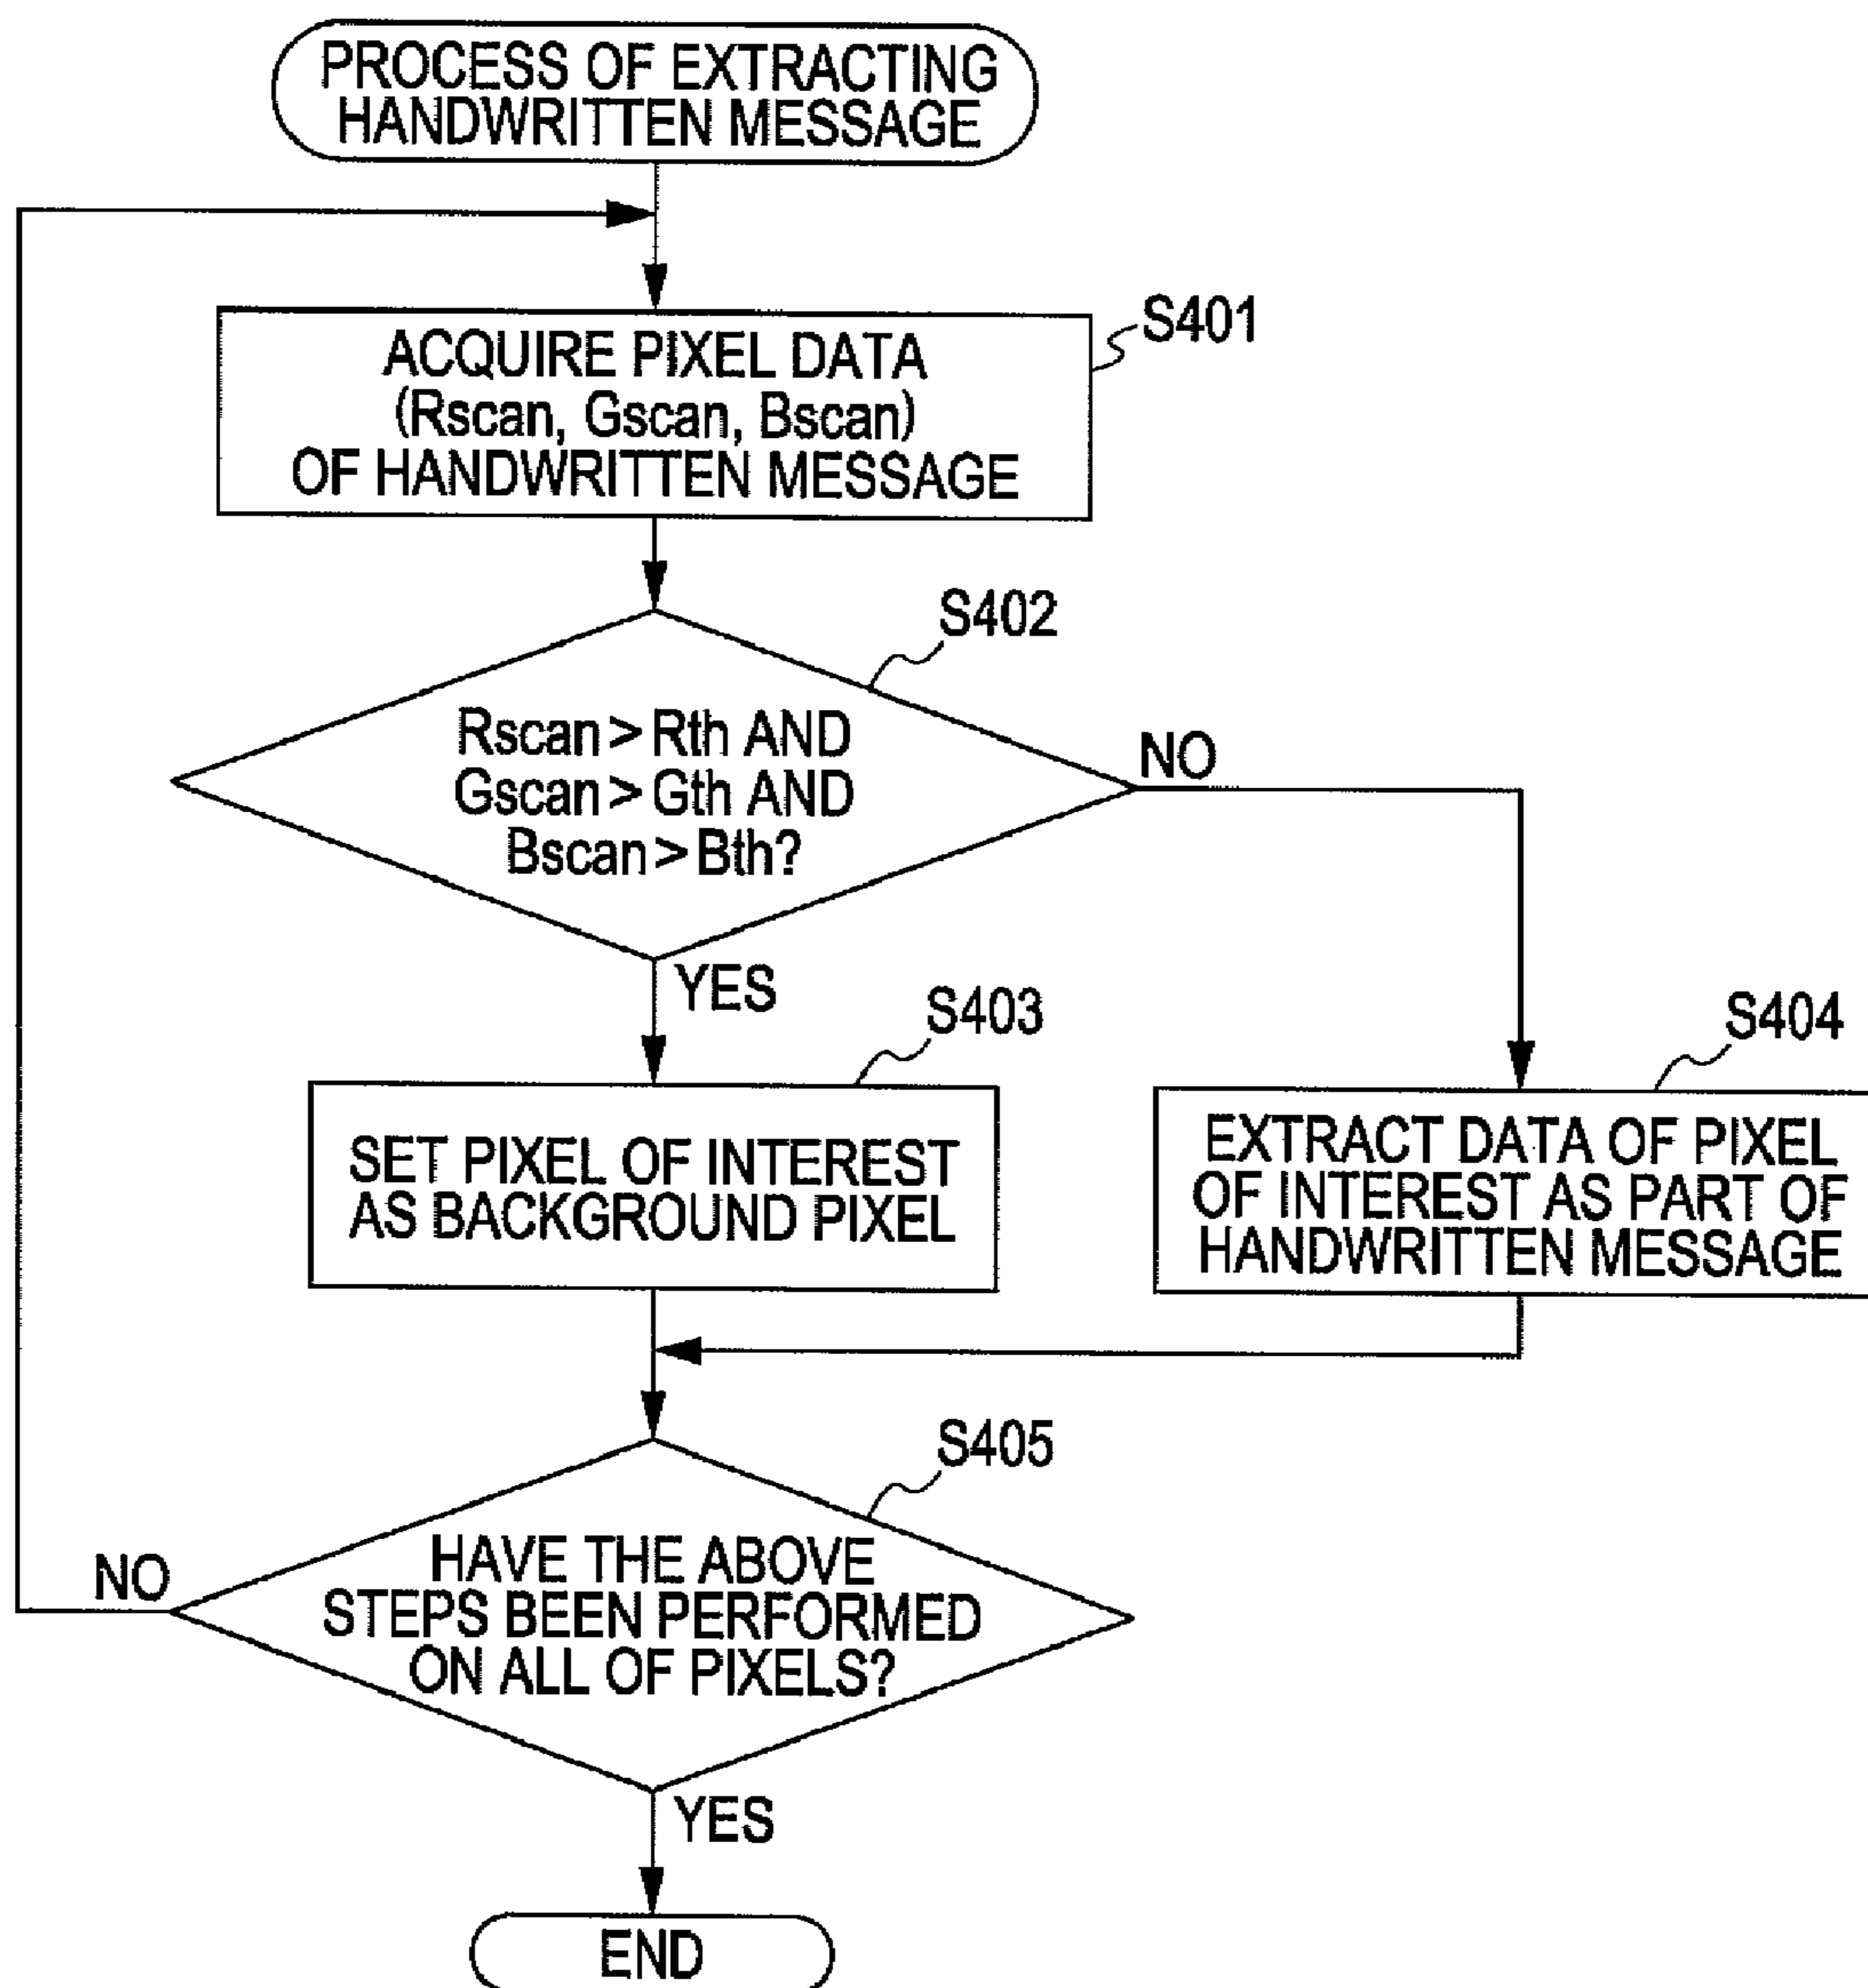 PROCESS OF EXTRACTING
HANDWRITTEN MESSAGE
S401
ACQUIRE PIXEL DATA
(Rscan, Gscan, Bscan)
OF HANDWRITTEN MESSAGE
S402
Rscan > Rth AND
Gscan > Gth AND
Bscan > Bth?
NO
YES
S403
SET PIXEL OF INTEREST
AS BACKGROUND PIXEL
S404
EXTRACT DATA OF PIXEL
OF INTEREST AS PART OF
HANDWRITTEN MESSAGE
S405
HAVE THE ABOVE
STEPS BEEN PERFORMED
ON ALL OF PIXELS?
NO
YES
END